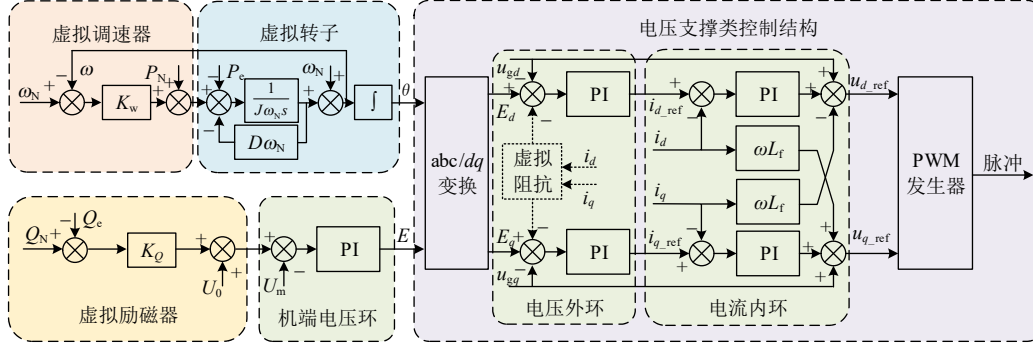 虚拟调速器
虚拟转子
电压支撑类控制结构
ω_N
ω
K_w
P_N
P_e
1/(Jω_N s)
Dω_N
ω_N
∫
θ
abc/dq
变换
u_gd
E_d
PI
虚拟
阻抗
i_d
i_q
E_q
u_gq
PI
电压外环
i_d_ref
i_d
PI
ωL_f
i_q
ωL_f
i_q_ref
PI
电流内环
u_d_ref
u_q_ref
PWM
发生器
脉冲
Q_N
Q_e
K_Q
U_0
虚拟励磁器
U_m
PI
E
机端电压环